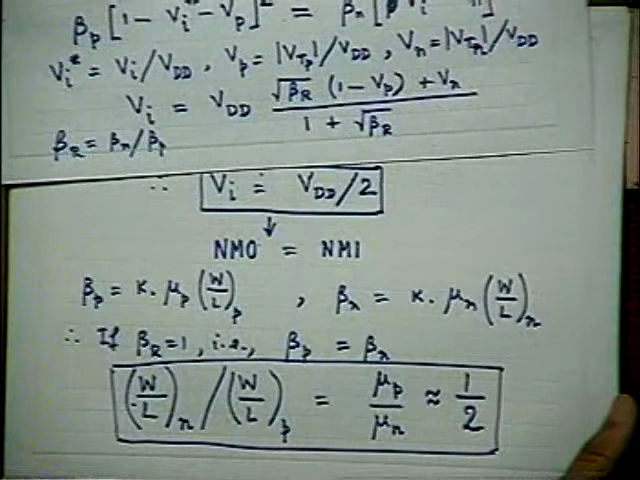 βp [1 - Vi* - Vp]² = βn [
Vi* = Vi/VDD , Vp = |VTp|/VDD , Vn = |VTn|/VDD
Vi = VDD (√βR (1 - Vp) + Vn) / (1 + √βR)
βR = βn/βp
∴ Vi = VDD/2
↓
NMO = NMI
βp = K. μp (W/L)p , βn = K. μn (W/L)n
∴ If βR = 1, i.e., βp = βn
(W/L)n / (W/L)p = μp/μn ≈ 1/2